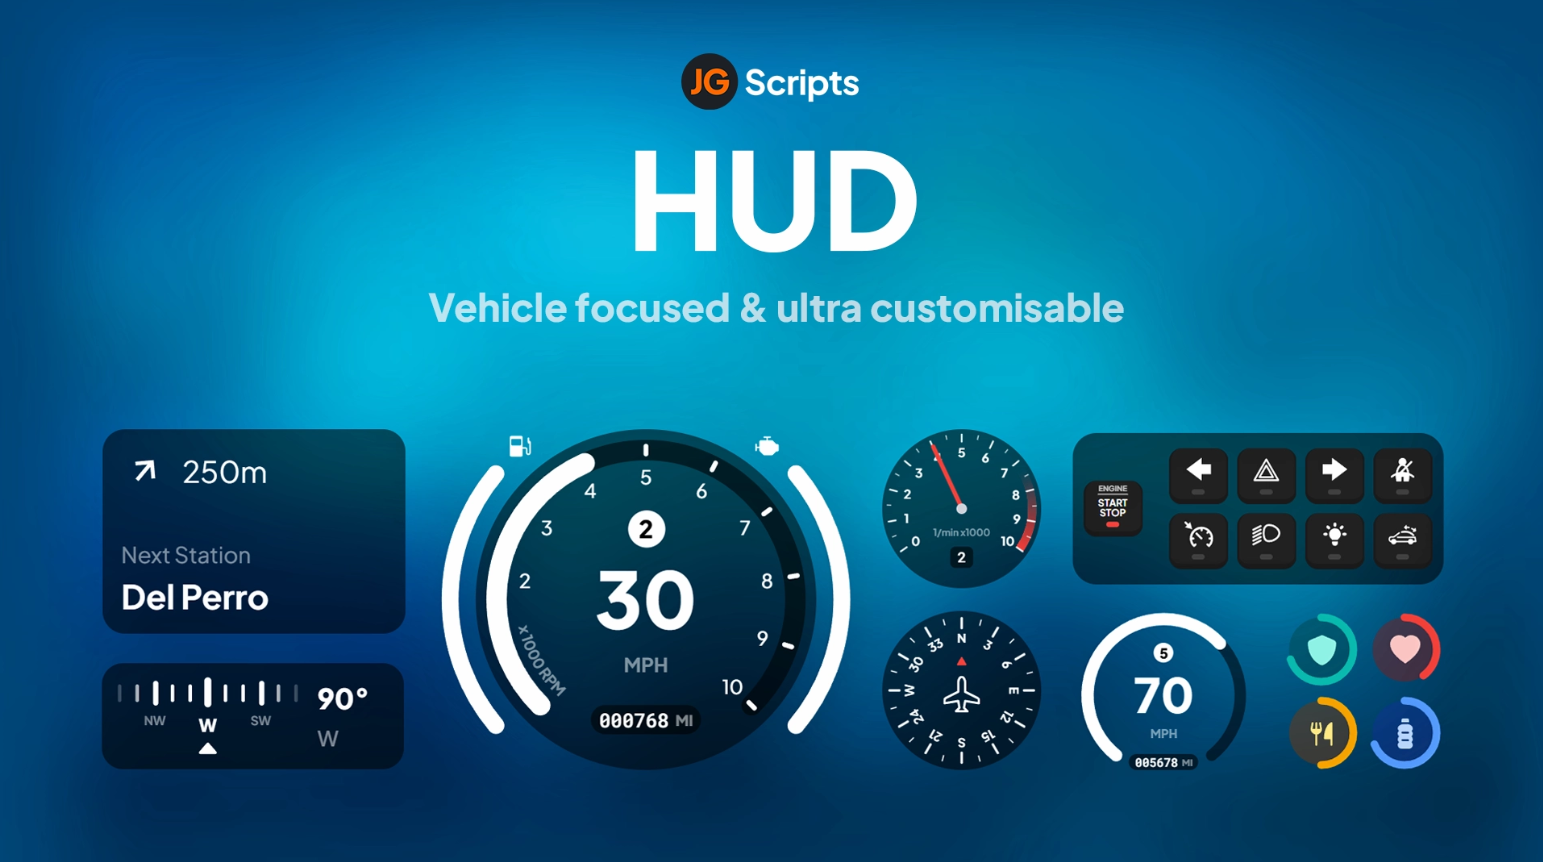 JG Scripts
HUD
Vehicle focused & ultra customisable
250m
Next Station
Del Perro
NW
W
SW
90°
W
2
3
4
5
6
7
8
9
10
x1000 RPM
2
30
MPH
000768 MI
0
1
2
3
4
5
6
7
8
9
10
1/min x1000
2
N
3
6
E
12
15
S
21
24
W
30
33
ENGINE
START
STOP
5
70
MPH
005678 MI